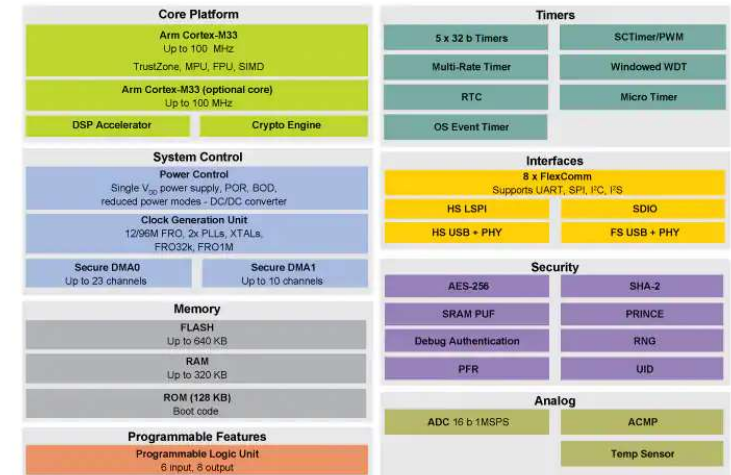 Core Platform
Arm Cortex-M33
Up to 100 MHz
TrustZone, MPU, FPU, SIMD
Arm Cortex-M33 (optional core)
Up to 100 MHz
DSP Accelerator
Crypto Engine
System Control
Power Control
Single VDD power supply, POR, BOD,
reduced power modes - DC/DC converter
Clock Generation Unit
12/96M FRO, 2x PLLs, XTALs,
FRO32k, FRO1M
Secure DMA0
Up to 23 channels
Secure DMA1
Up to 10 channels
Memory
FLASH
Up to 640 KB
RAM
Up to 320 KB
ROM (128 KB)
Boot code
Programmable Features
Programmable Logic Unit
6 input, 8 output
Timers
5 x 32 b Timers
SCTimer/PWM
Multi-Rate Timer
Windowed WDT
RTC
Micro Timer
OS Event Timer
Interfaces
8 x FlexComm
Supports UART, SPI, I²C, I²S
HS LSPI
SDIO
HS USB + PHY
FS USB + PHY
Security
AES-256
SHA-2
SRAM PUF
PRINCE
Debug Authentication
RNG
PFR
UID
Analog
ADC 16 b 1MSPS
ACMP
Temp Sensor